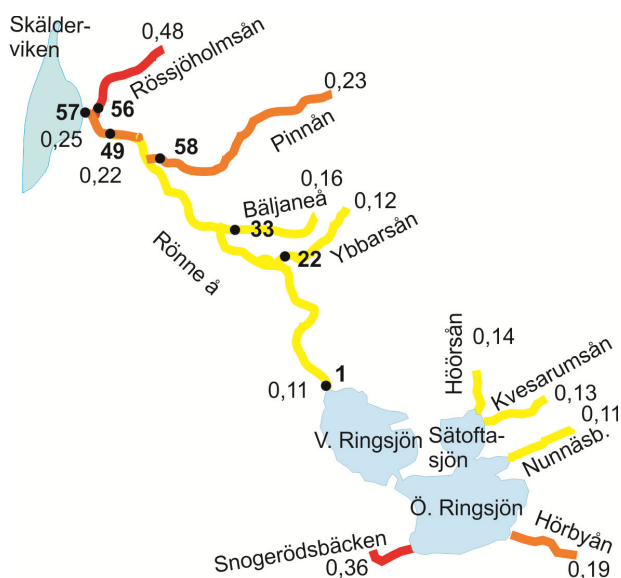 Skälder-
viken
0,48
Rössjöholmsån
57
56
0,25
49
0,22
58
0,23
Pinnån
Bäljaneå
0,16
33
0,12
Ybbarsån
22
Rönne å
1
0,11
Höörsån
0,14
Kvesarumsån
0,13
0,11
Nunnäsb.
V. Ringsjön
Sätofta-
sjön
Ö. Ringsjön
Snogerödsbäcken
0,36
Hörbyån
0,19